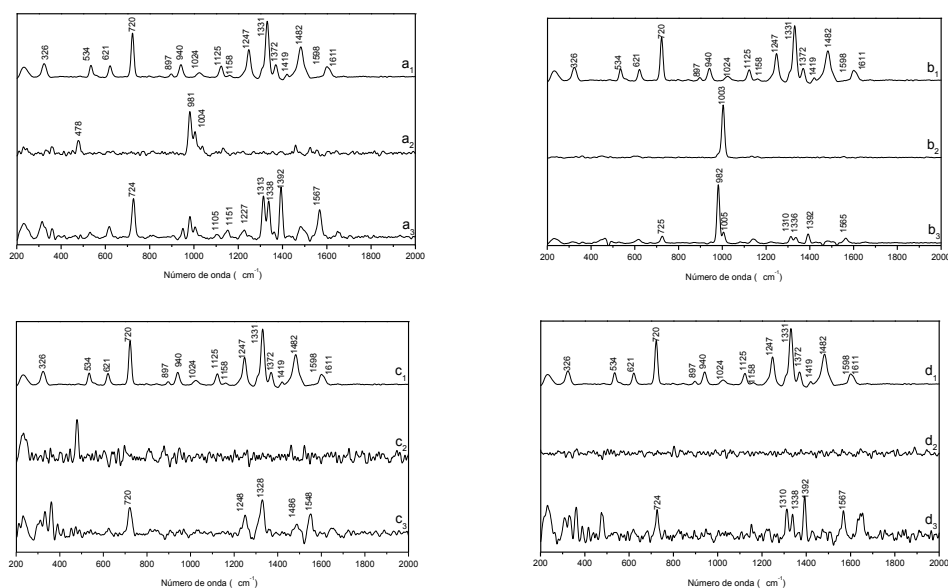 326 534 621 720 897 940 1024 1125 1158 1247 1331 1372 1419 1482 1598 1611
a1
478 981 1004
a2
724 1105 1151 1227 1313 1338 1392 1567
a3
200 400 600 800 1000 1200 1400 1600 1800 2000
Número de onda ( cm-1)
326 534 621 720 897 940 1024 1125 1158 1247 1331 1372 1419 1482 1598 1611
b1
1003
b2
725 982 1005 1310 1336 1392 1565
b3
200 400 600 800 1000 1200 1400 1600 1800 2000
Número de onda ( cm-1)
326 534 621 720 897 940 1024 1125 1158 1247 1331 1372 1419 1482 1598 1611
c1
c2
720 1248 1328 1486 1548
c3
200 400 600 800 1000 1200 1400 1600 1800 2000
Número de onda ( cm-1)
326 534 621 720 897 940 1024 1125 1158 1247 1331 1372 1419 1482 1598 1611
d1
d2
724 1310 1338 1392 1567
d3
200 400 600 800 1000 1200 1400 1600 1800 2000
Número de onda ( cm-1)